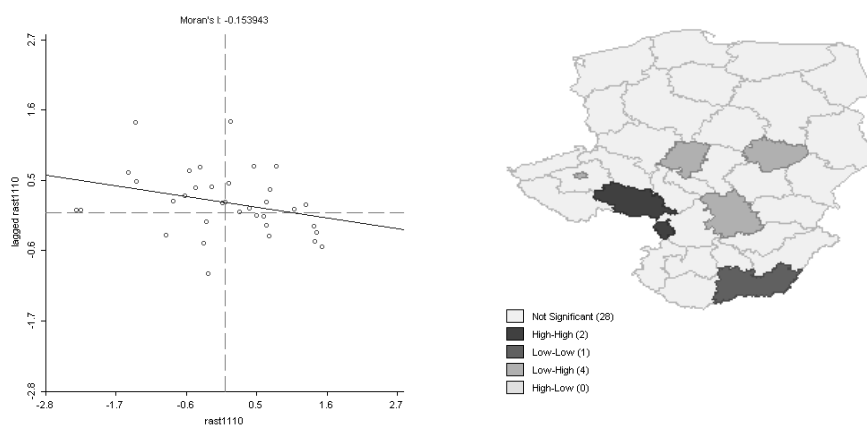 Moran's I: -0.153943
2.7
1.6
0.5
-0.6
-1.7
-2.8
lagged rast1110
-2.8 -1.7 -0.6 0.5 1.6 2.7
rast1110
Not Significant (28)
High-High (2)
Low-Low (1)
Low-High (4)
High-Low (0)